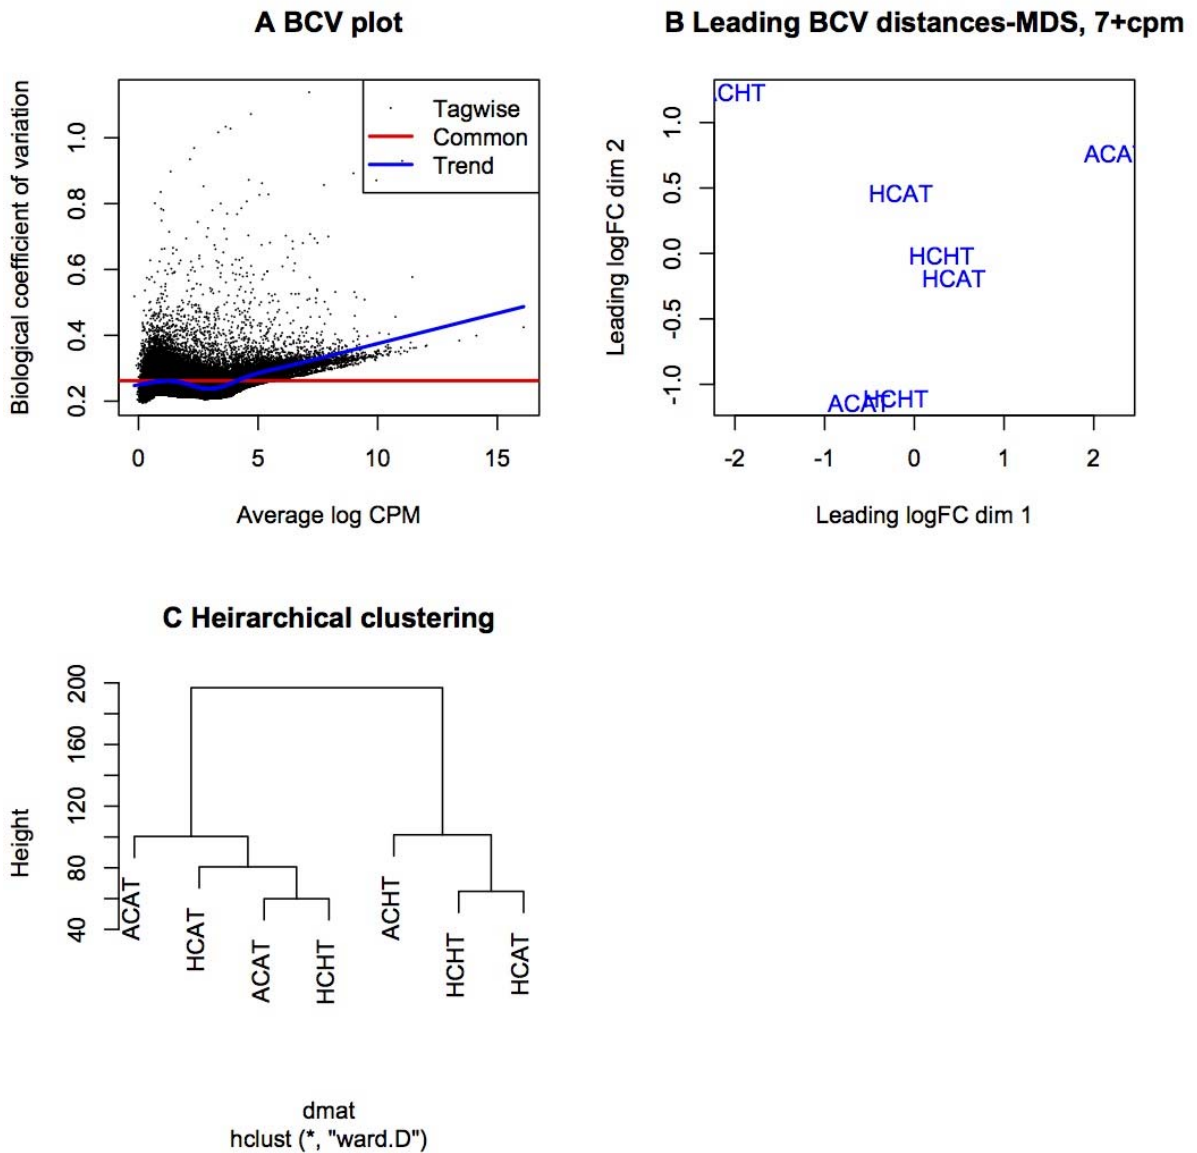 A BCV plot
Biological coefficient of variation
1.0
0.8
0.6
0.4
0.2
Tagwise
Common
Trend
0 5 10 15
Average log CPM
B Leading BCV distances-MDS, 7+cpm
Leading logFC dim 2
1.0
0.5
0.0
-0.5
-1.0
CHT
ACA
HCAT
HCHT
HCAT
ACAT
HCHT
-2 -1 0 1 2
Leading logFC dim 1
C Heirarchical clustering
Height
200
160
120
80
40
ACAT
HCAT
ACAT
HCHT
ACHT
HCHT
HCAT
dmat
hclust (*, "ward.D")